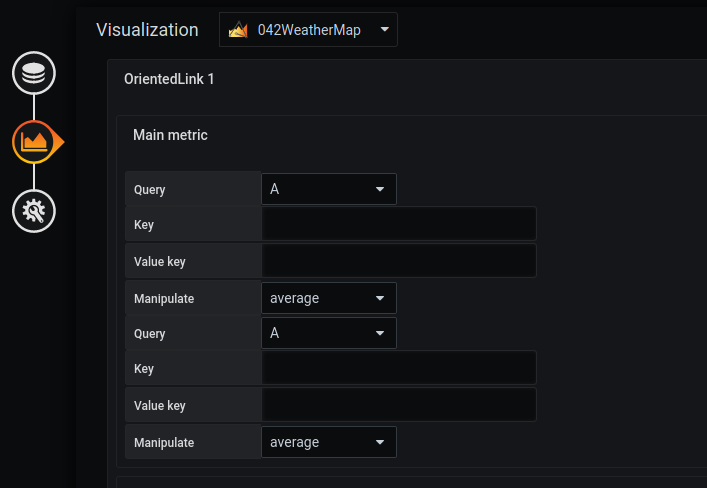 Visualization 042WeatherMap
OrientedLink 1
Main metric
Query A
Key
Value key
Manipulate average
Query A
Key
Value key
Manipulate average